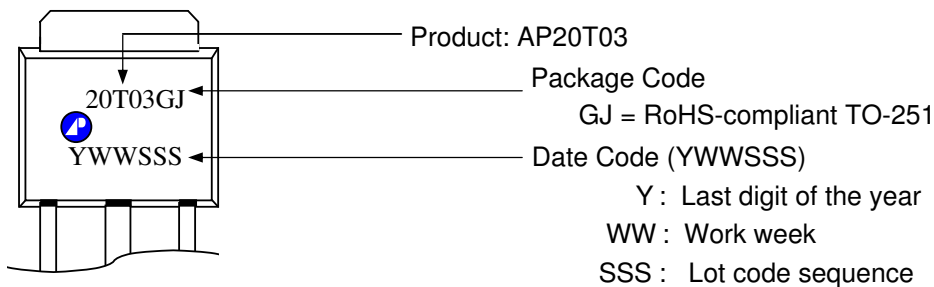 Product: AP20T03
Package Code
20T03GJ
GJ = RoHS-compliant TO-251
AP
YWWSSS
Date Code (YWWSSS)
Y : Last digit of the year
WW : Work week
SSS : Lot code sequence